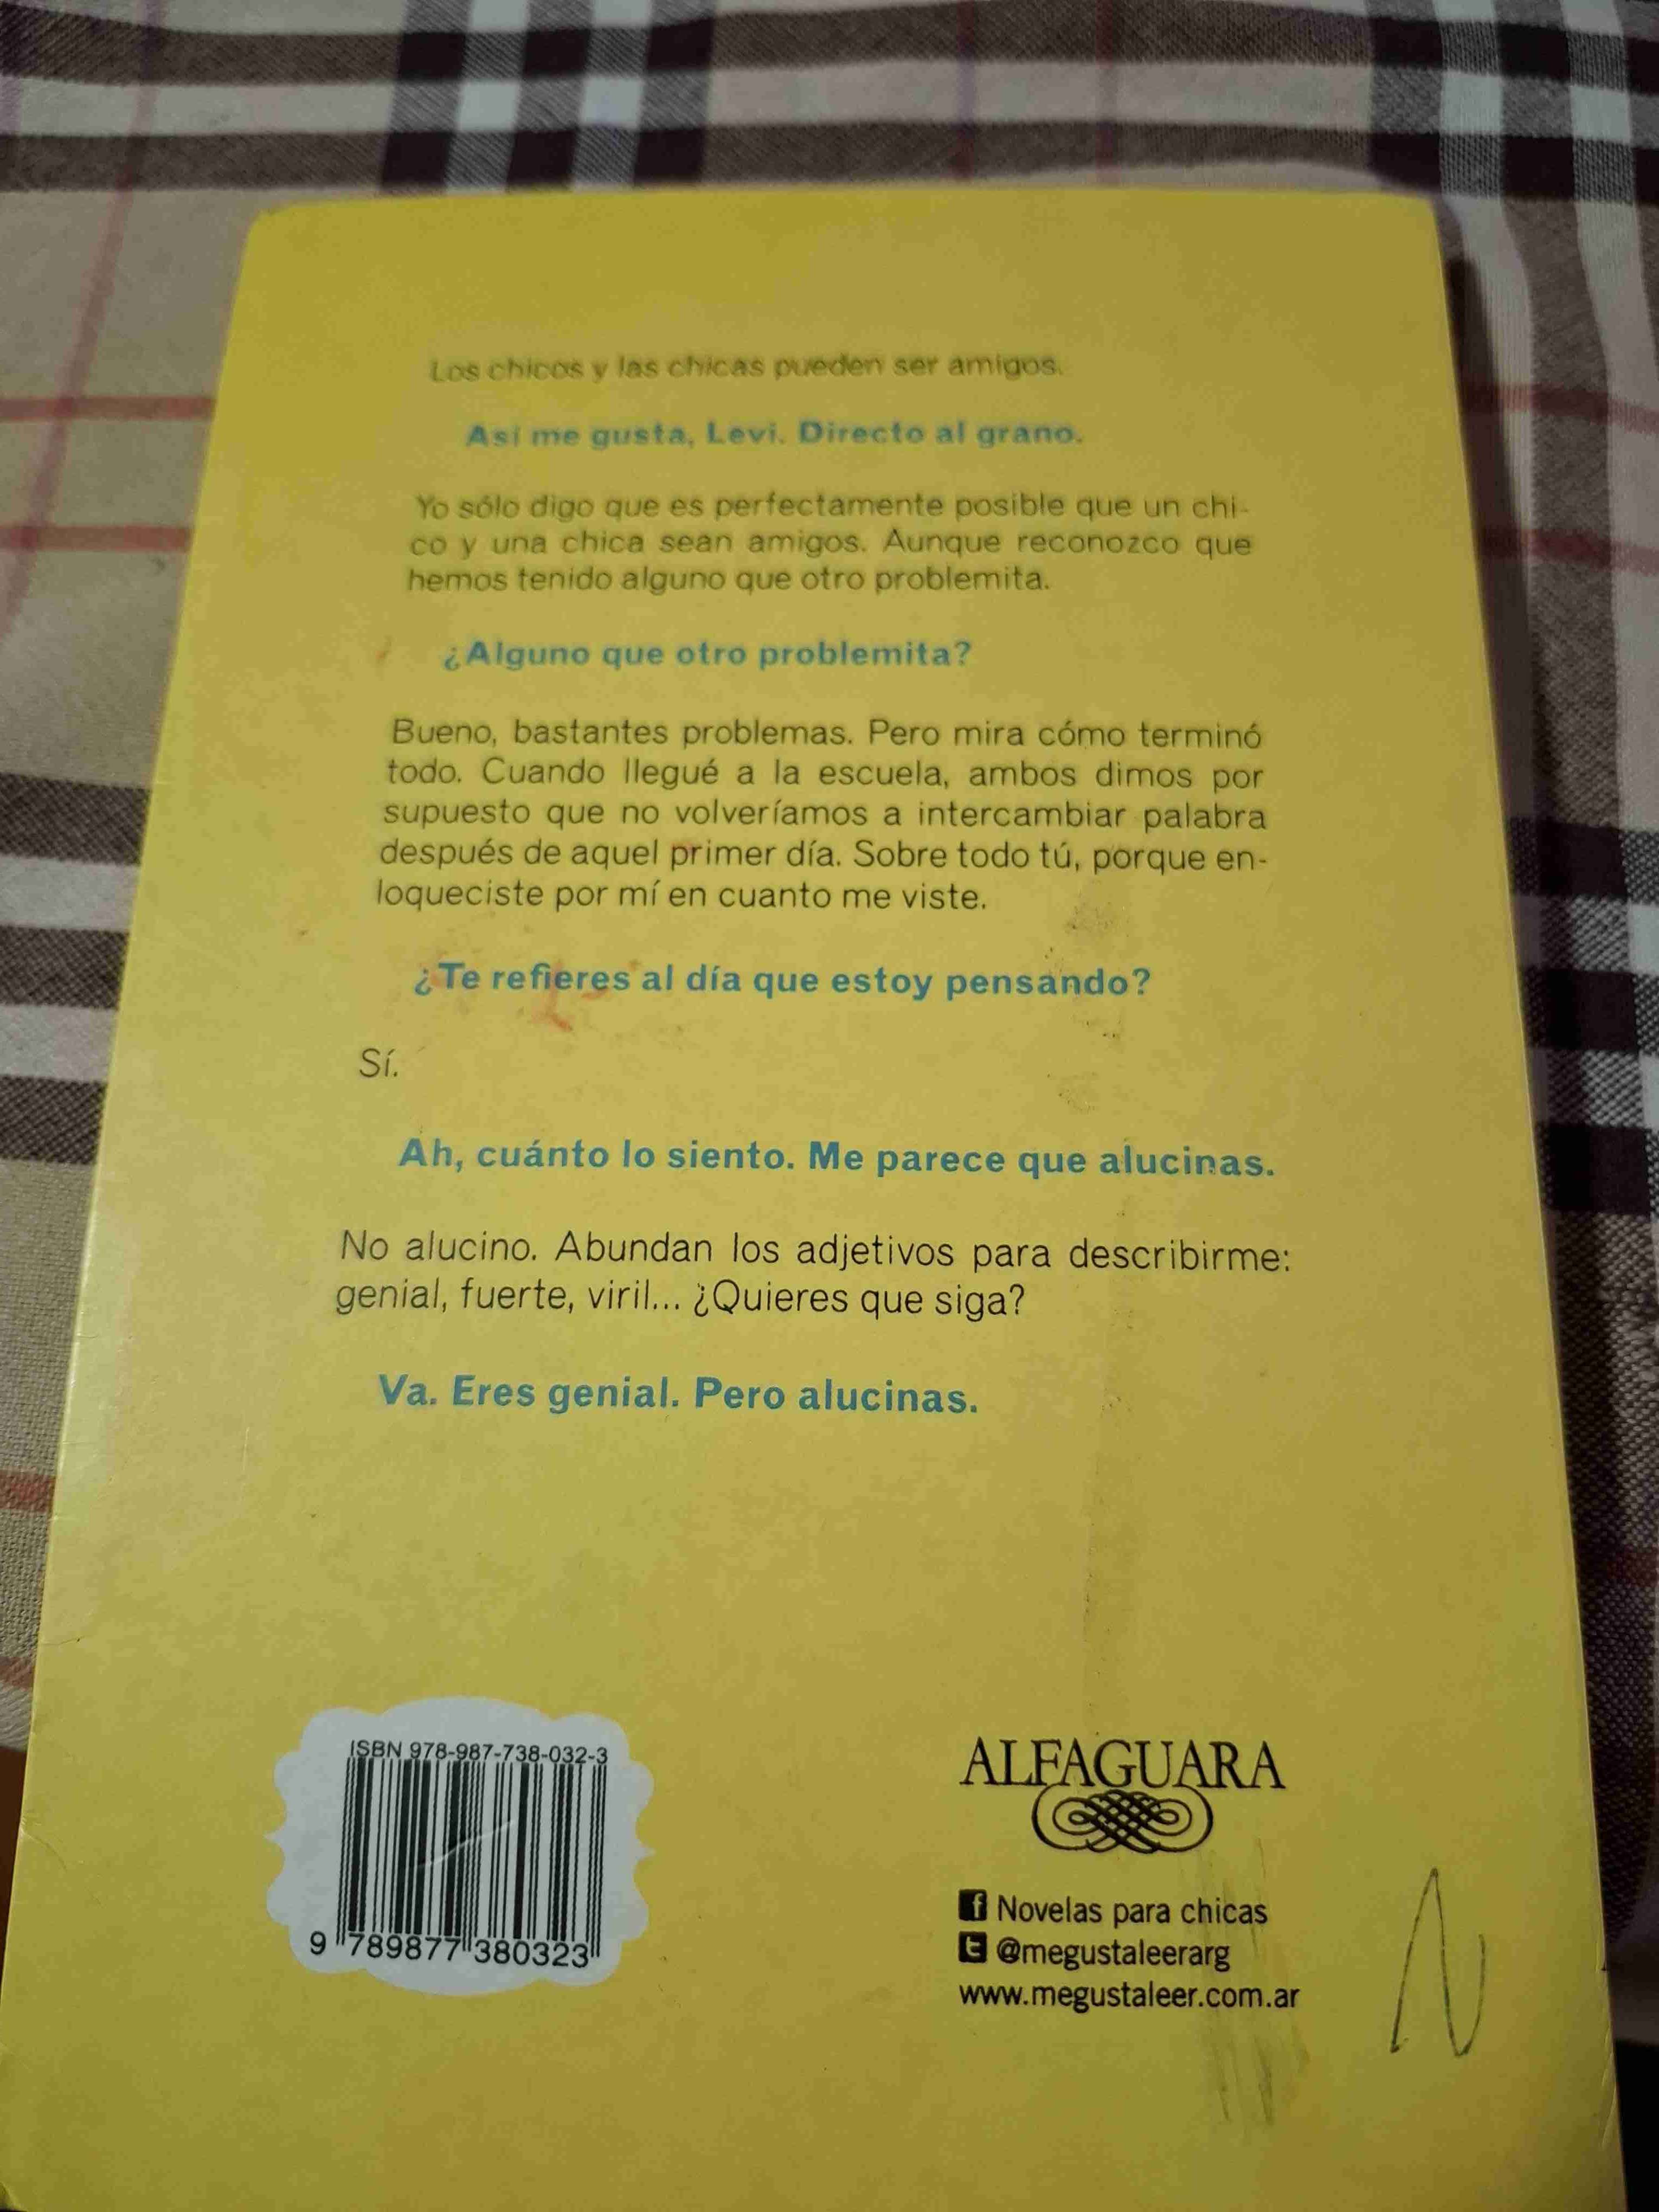 Los chicos y las chicas pueden ser amigos.
Así me gusta, Levi. Directo al grano.
Yo sólo digo que es perfectamente posible que un chi-
co y una chica sean amigos. Aunque reconozco que
hemos tenido alguno que otro problemita.
¿Alguno que otro problemita?
Bueno, bastantes problemas. Pero mira cómo terminó
todo. Cuando llegué a la escuela, ambos dimos por
supuesto que no volveríamos a intercambiar palabra
después de aquel primer día. Sobre todo tú, porque en-
loqueciste por mí en cuanto me viste.
¿Te refieres al día que estoy pensando?
Sí.
Ah, cuánto lo siento. Me parece que alucinas.
No alucino. Abundan los adjetivos para describirme:
genial, fuerte, viril... ¿Quieres que siga?
Va. Eres genial. Pero alucinas.
ISBN 978-987-738-032-3
9 789877 380323
ALFAGUARA
f Novelas para chicas
t @megustaleerarg
www.megustaleer.com.ar
N